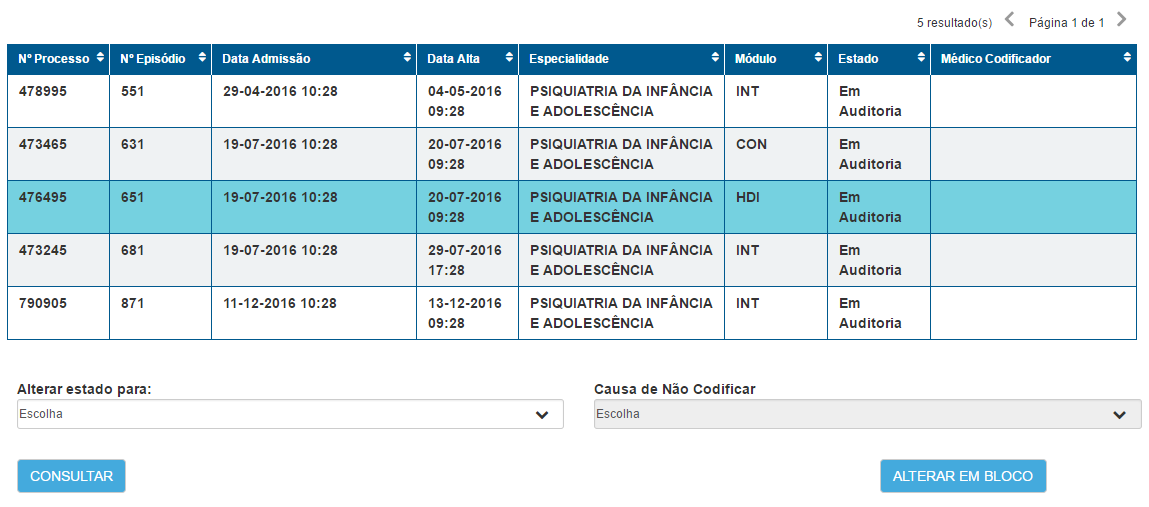 5 resultado(s) Página 1 de 1
Nº Processo Nº Episódio Data Admissão Data Alta Especialidade Módulo Estado Médico Codificador
478995 551 29-04-2016 10:28 04-05-2016 PSIQUIATRIA DA INFÂNCIA INT Em
09:28 E ADOLESCÊNCIA Auditoria
473465 631 19-07-2016 10:28 20-07-2016 PSIQUIATRIA DA INFÂNCIA CON Em
09:28 E ADOLESCÊNCIA Auditoria
476495 651 19-07-2016 10:28 20-07-2016 PSIQUIATRIA DA INFÂNCIA HDI Em
09:28 E ADOLESCÊNCIA Auditoria
473245 681 19-07-2016 10:28 29-07-2016 PSIQUIATRIA DA INFÂNCIA INT Em
17:28 E ADOLESCÊNCIA Auditoria
790905 871 11-12-2016 10:28 13-12-2016 PSIQUIATRIA DA INFÂNCIA INT Em
09:28 E ADOLESCÊNCIA Auditoria
Alterar estado para: Causa de Não Codificar
Escolha Escolha
CONSULTAR ALTERAR EM BLOCO